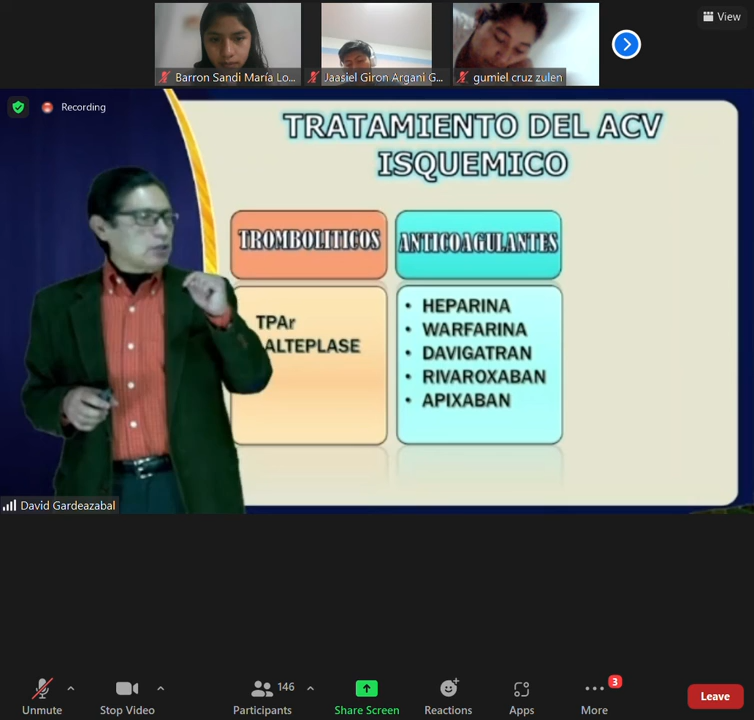 View
Barron Sandi María Lo...
Jaasiel Giron Argani G...
gumiel cruz zulen
Recording
TRATAMIENTO DEL ACV
ISQUEMICO
TROMBOLITICOS
ANTICOAGULANTES
TPAr
ALTEPLASE
• HEPARINA
• WARFARINA
• DAVIGATRAN
• RIVAROXABAN
• APIXABAN
David Gardeazabal
146
3
Unmute
Stop Video
Participants
Share Screen
Reactions
Apps
More
Leave